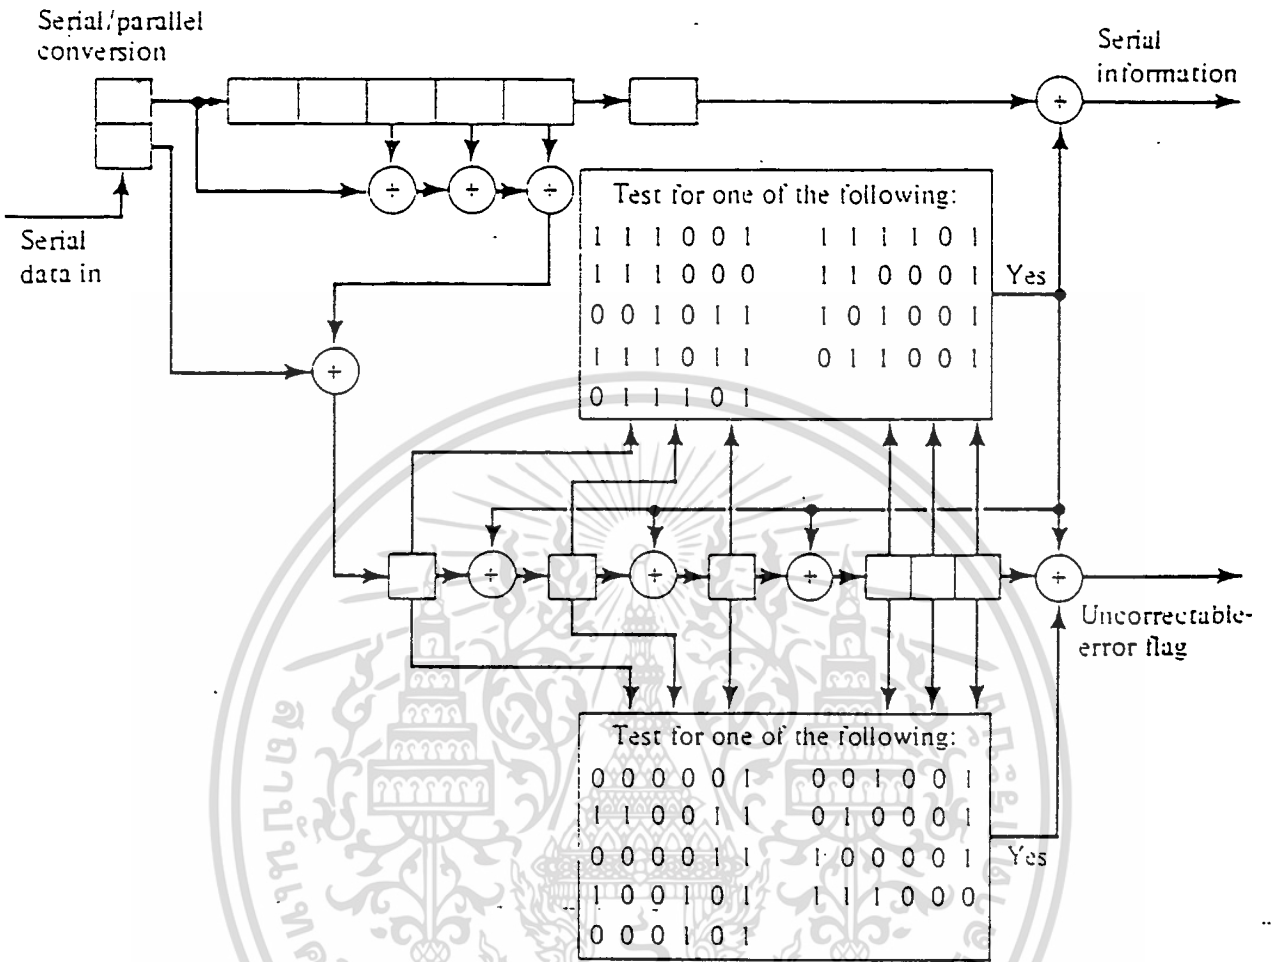 Serial/parallel
conversion
Serial
information
Serial
data in
Test for one of the following:
1 1 1 0 0 1 1 1 1 1 0 1
1 1 1 0 0 0 1 1 0 0 0 1
0 0 1 0 1 1 1 0 1 0 0 1
1 1 1 0 1 1 0 1 1 0 0 1
0 1 1 1 0 1
Yes
Uncorrectable-
error flag
Test for one of the following:
0 0 0 0 0 1 0 0 1 0 0 1
1 1 0 0 1 1 0 1 0 0 0 1
0 0 0 0 1 1 1 0 0 0 0 1
1 0 0 1 0 1 1 1 1 0 0 0
0 0 0 1 0 1
Yes